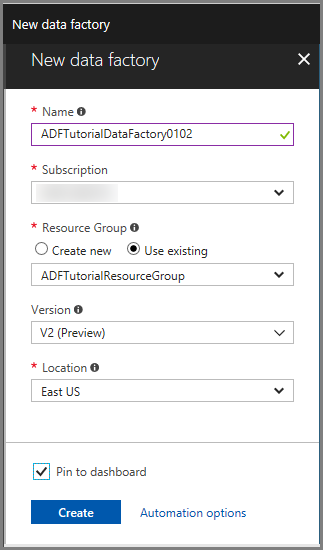 New data factory
New data factory
* Name
ADFTutorialDataFactory0102
* Subscription
* Resource Group
Create new Use existing
ADFTutorialResourceGroup
Version
V2 (Preview)
* Location
East US
Pin to dashboard
Create Automation options